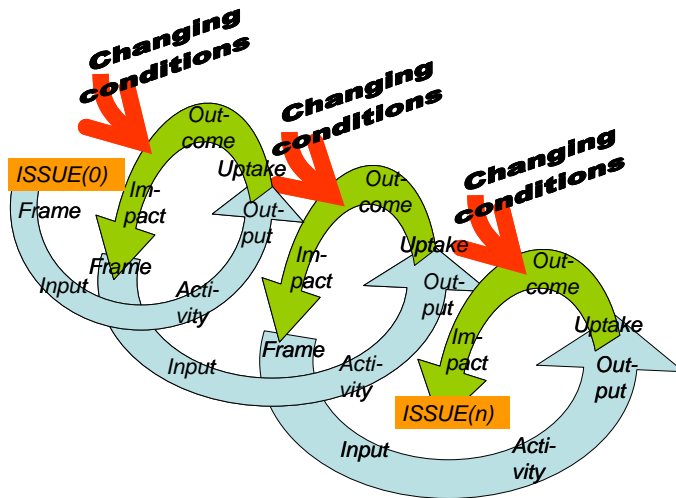 Changing
conditions
Out-
come
ISSUE(0)
Uptake
Im-
pact
Frame
Out-
put
Input
Acti-
vity
Changing
conditions
Out-
come
Uptake
Im-
pact
Frame
Out-
put
Input
Acti-
vity
Changing
conditions
Out-
come
Uptake
Im-
pact
Frame
Out-
put
ISSUE(n)
Input
Acti-
vity